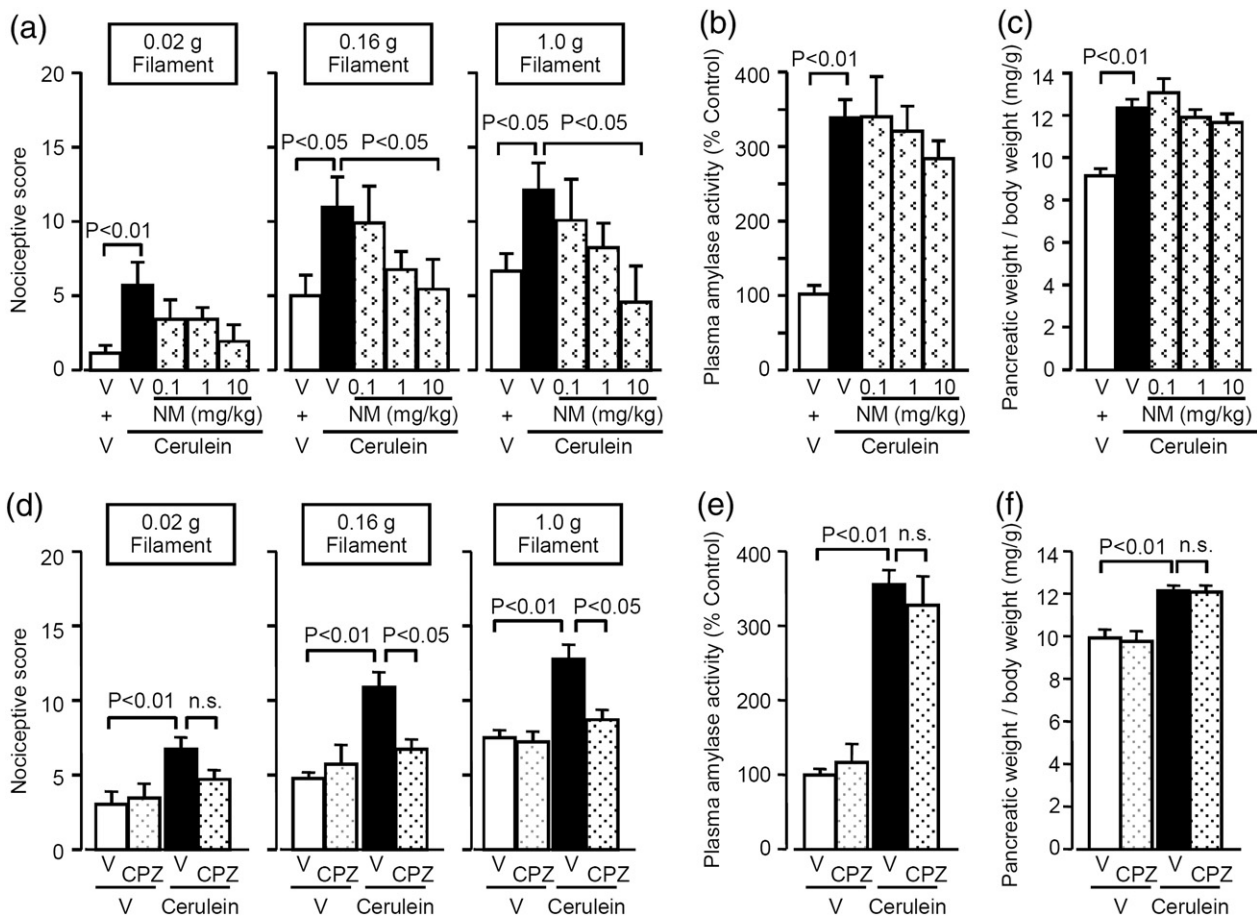 (a)
0.02 g
Filament
0.16 g
Filament
1.0 g
Filament
Nociceptive score
20
15
10
5
0
P<0.01
P<0.05
P<0.05
P<0.05
P<0.05
V
V
0.1
1
10
V
V
0.1
1
10
V
V
0.1
1
10
+
NM (mg/kg)
+
NM (mg/kg)
+
NM (mg/kg)
V
Cerulein
V
Cerulein
V
Cerulein
(b)
Plasma amylase activity (% Control)
400
350
300
200
100
0
P<0.01
V
V
0.1
1
10
+
NM (mg/kg)
V
Cerulein
(c)
Pancreatic weight / body weight (mg/g)
14
12
10
8
6
4
2
0
P<0.01
V
V
0.1
1
10
+
NM (mg/kg)
V
Cerulein
(d)
0.02 g
Filament
0.16 g
Filament
1.0 g
Filament
Nociceptive score
20
15
10
5
0
P<0.01
n.s.
P<0.01
P<0.05
P<0.01
P<0.05
V
CPZ
V
CPZ
V
CPZ
V
CPZ
V
CPZ
V
CPZ
V
Cerulein
V
Cerulein
V
Cerulein
(e)
Plasma amylase activity (% Control)
400
300
200
100
0
P<0.01
n.s.
V
CPZ
V
CPZ
V
Cerulein
(f)
Pancreatic weight / body weight (mg/g)
14
12
10
8
6
4
2
0
P<0.01
n.s.
V
CPZ
V
CPZ
V
Cerulein